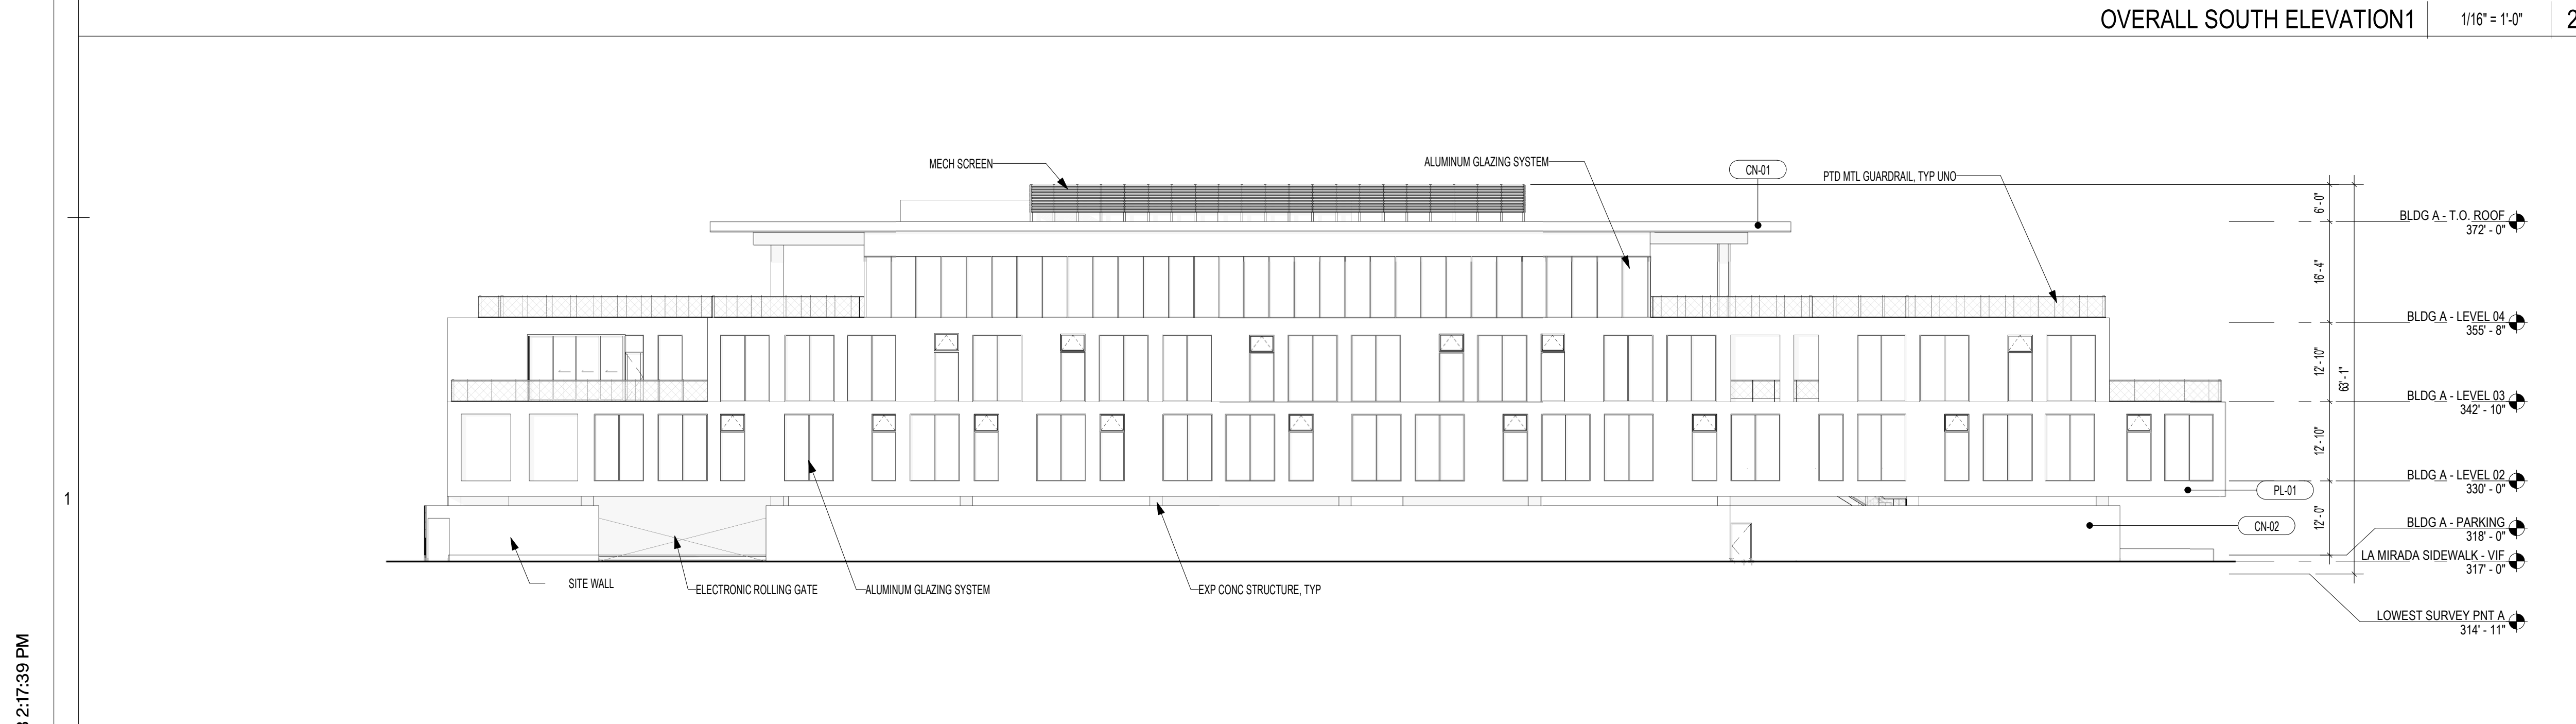 OVERALL SOUTH ELEVATION1
1/16" = 1'-0"
2
MECH SCREEN
ALUMINUM GLAZING SYSTEM
CN-01
PTD MTL GUARDRAIL, TYP UNO
6' - 0"
BLDG A - T.O. ROOF
372' - 0"
16' - 4"
BLDG A - LEVEL 04
355' - 8"
12' - 10"
63' - 1"
BLDG A - LEVEL 03
342' - 10"
12' - 10"
BLDG A - LEVEL 02
330' - 0"
PL-01
1
12' - 0"
CN-02
BLDG A - PARKING
318' - 0"
LA MIRADA SIDEWALK - VIF
317' - 0"
SITE WALL
ELECTRONIC ROLLING GATE
ALUMINUM GLAZING SYSTEM
EXP CONC STRUCTURE, TYP
LOWEST SURVEY PNT A
314' - 11"
2:17:39 PM